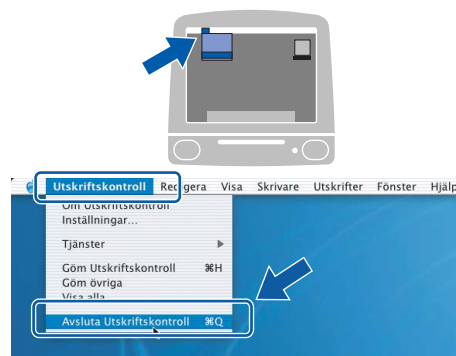 Utskriftskontroll Redigera Visa Skrivare Utskrifter Fönster Hjälp
Om Utskriftskontroll
Inställningar...
Tjänster
Göm Utskriftskontroll ⌘H
Göm övriga
Visa alla
Avsluta Utskriftskontroll ⌘Q